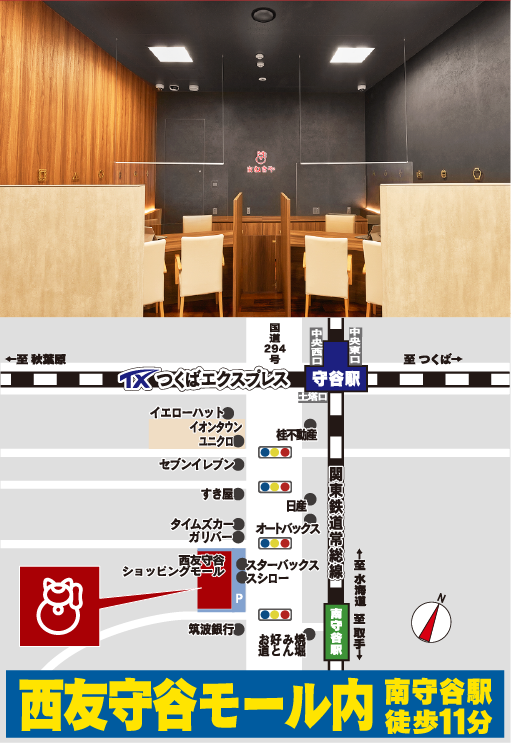 まねきや
国道294号
中央西口
中央東口
←至 秋葉原
TX つくばエクスプレス
守谷駅
至 つくば→
土塔口
イエローハット
イオンタウン
ユニクロ
桂不動産
セブンイレブン
すき屋
日産
関東鉄道常総線
タイムズカー
ガリバー
オートバックス
西友守谷
ショッピングモール
スターバックス
スシロー
P
←至 水海道
至 取手→
N
筑波銀行
お好み焼
道とん堀
南守谷駅
西友守谷モール内
南守谷駅
徒歩11分